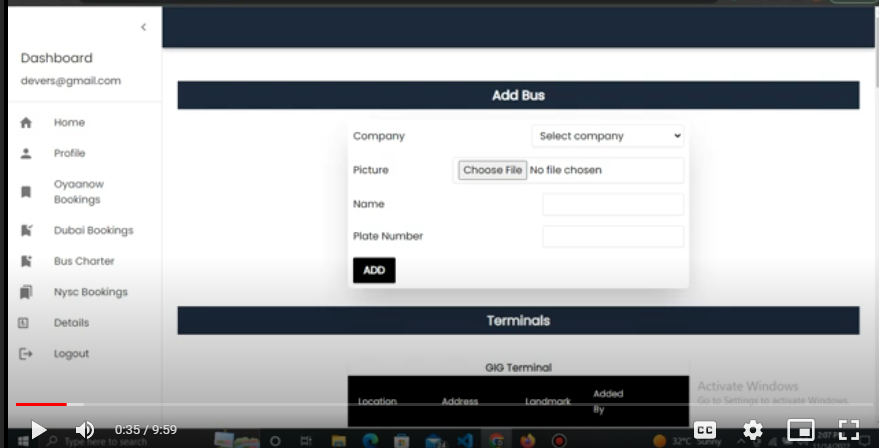 Dashboard
devers@gmail.com
Home
Profile
Oyaanow
Bookings
Dubai Bookings
Bus Charter
Nysc Bookings
Details
Logout
Add Bus
Company Select company
Picture Choose File No file chosen
Name
Plate Number
ADD
Terminals
GIG Terminal
Location Address Landmark Added
By
Activate Windows
Go to Settings to activate Windows.
0:35 / 9:59
CC
Type here to search
32°C Sunny